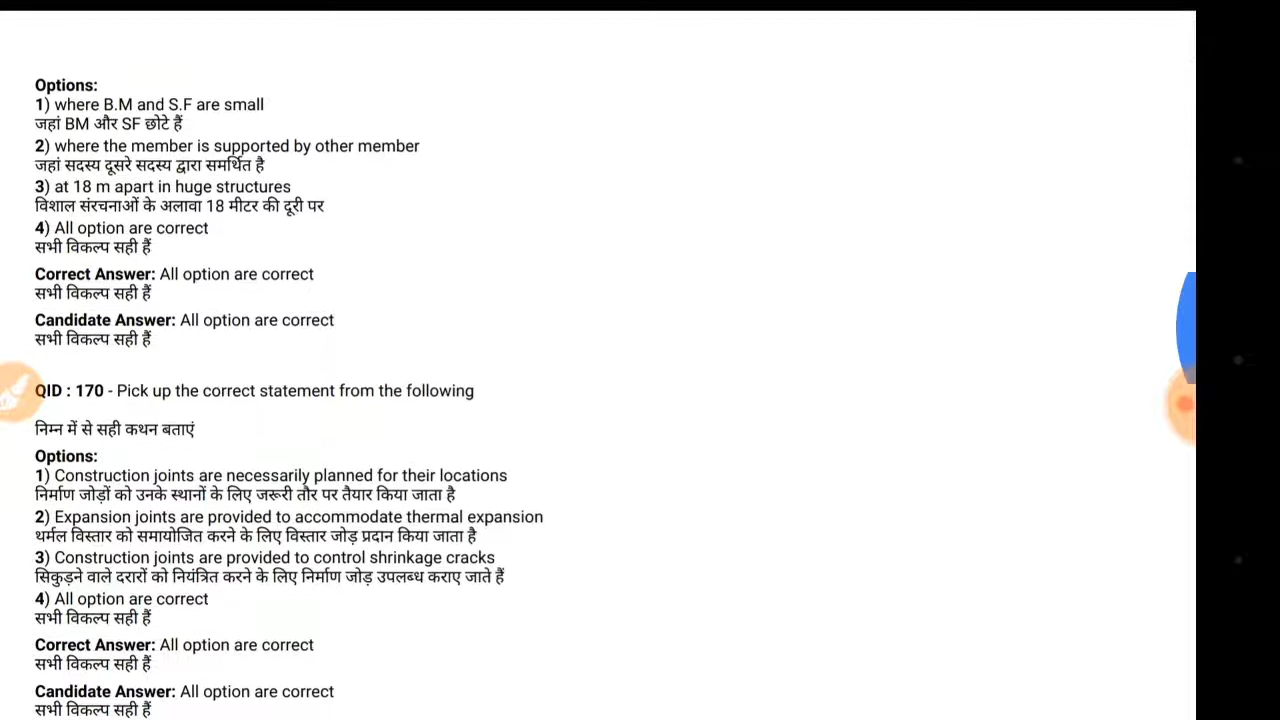 Options:
1) where B.M and S.F are small
जहां BM और SF छोटे हैं
2) where the member is supported by other member
जहां सदस्य दूसरे सदस्य द्वारा समर्थित है
3) at 18 m apart in huge structures
विशाल संरचनाओं के अलावा 18 मीटर की दूरी पर
4) All option are correct
सभी विकल्प सही हैं
Correct Answer: All option are correct
सभी विकल्प सही हैं
Candidate Answer: All option are correct
सभी विकल्प सही हैं
QID : 170 - Pick up the correct statement from the following
निम्न में से सही कथन बताएं
Options:
1) Construction joints are necessarily planned for their locations
निर्माण जोड़ों को उनके स्थानों के लिए जरूरी तौर पर तैयार किया जाता है
2) Expansion joints are provided to accommodate thermal expansion
थर्मल विस्तार को समायोजित करने के लिए विस्तार जोड़ प्रदान किया जाता है
3) Construction joints are provided to control shrinkage cracks
सिकुड़ने वाले दरारों को नियंत्रित करने के लिए निर्माण जोड़ उपलब्ध कराए जाते हैं
4) All option are correct
सभी विकल्प सही हैं
Correct Answer: All option are correct
सभी विकल्प सही हैं
Candidate Answer: All option are correct
सभी विकल्प सही हैं